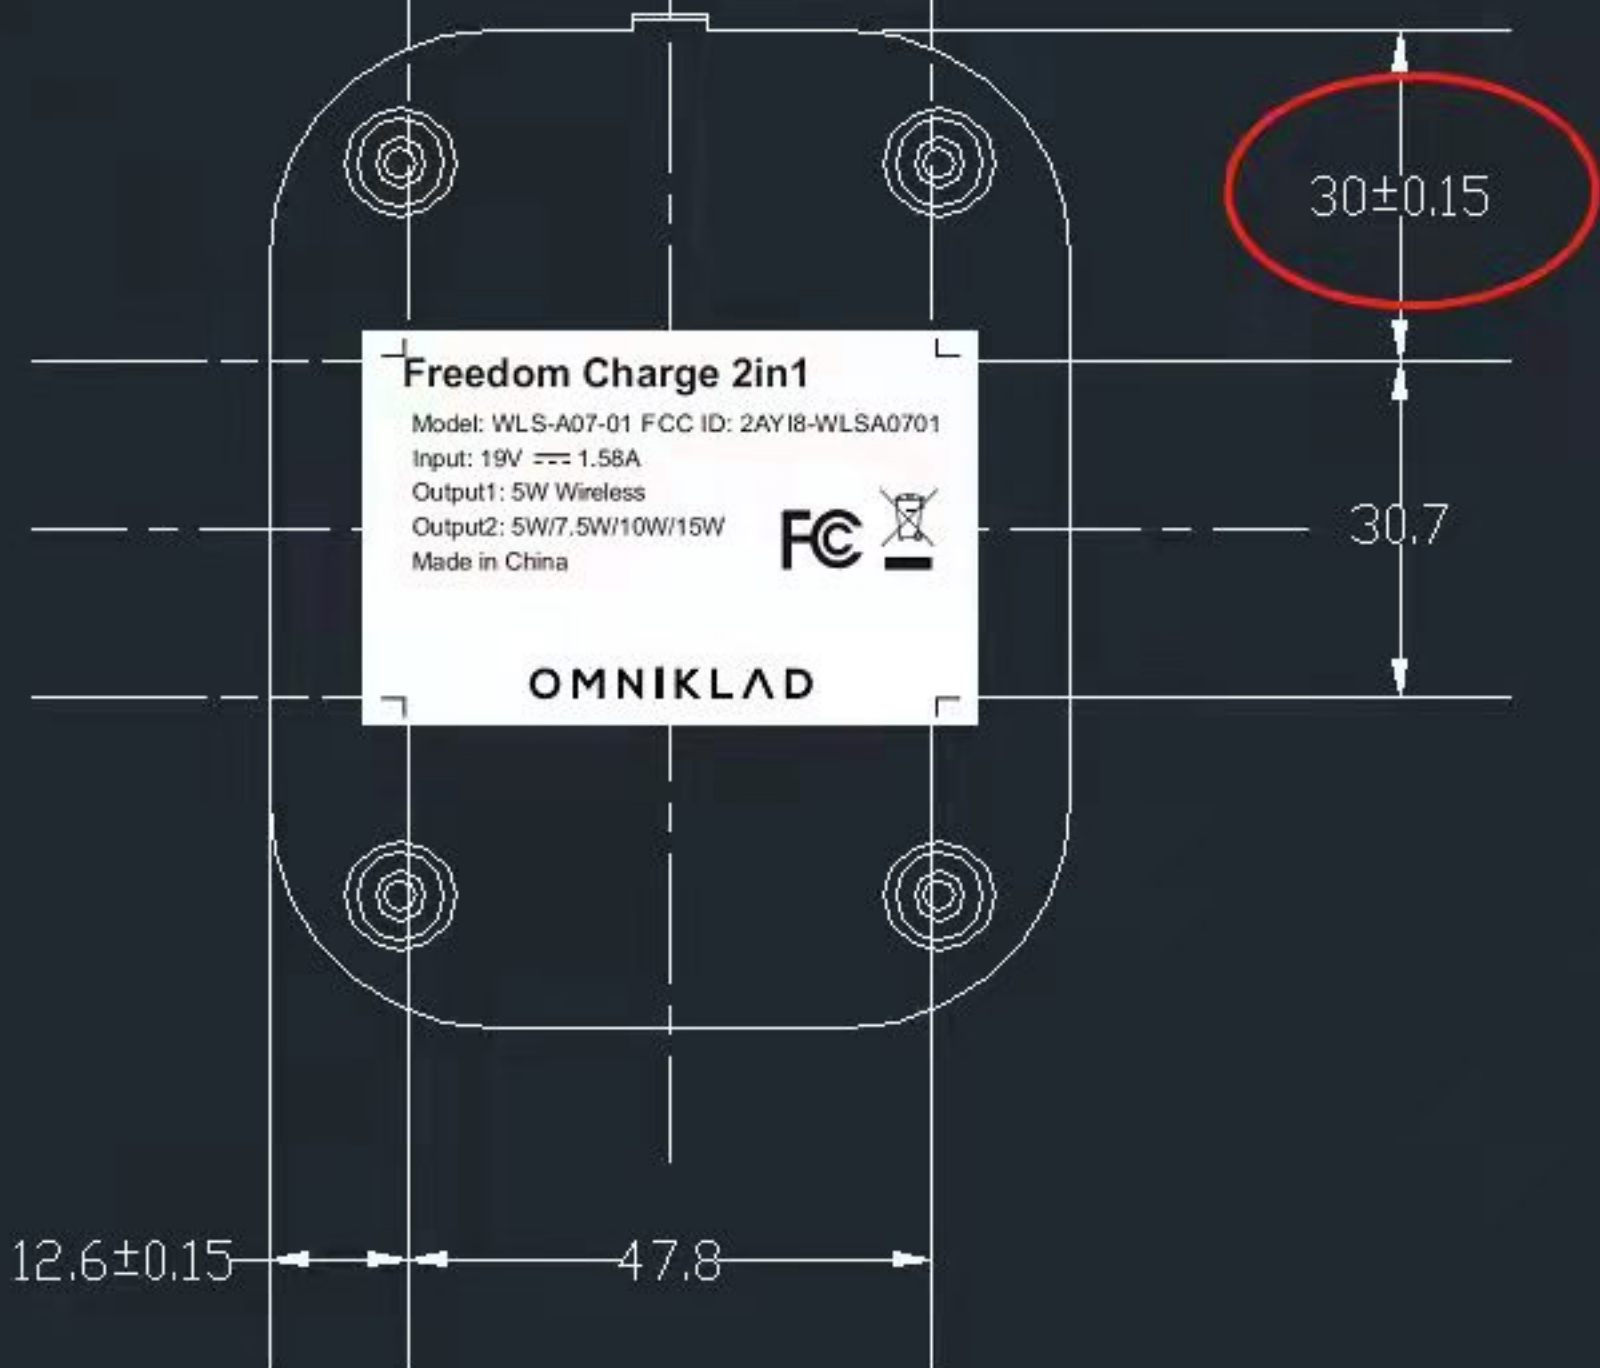 30±0.15
Freedom Charge 2in1
Model: WLS-A07-01 FCC ID: 2AYI8-WLSA0701
Input: 19V ⎓ 1.58A
Output1: 5W Wireless
Output2: 5W/7.5W/10W/15W
Made in China
FC
30.7
OMNIKLAD
12.6±0.15
47.8